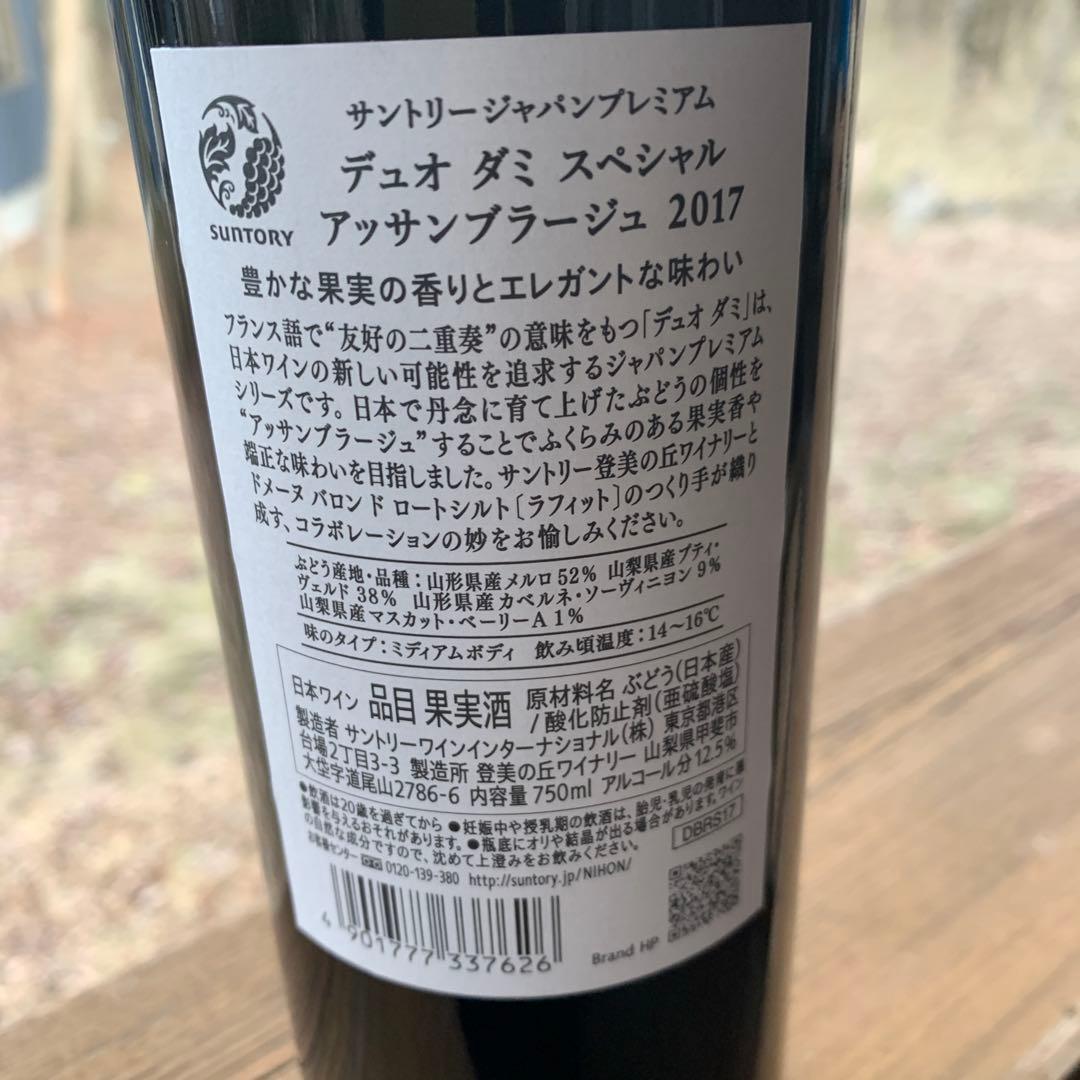 サントリージャパンプレミアム
デュオ ダミ スペシャル
アッサンブラージュ 2017
SUNTORY
豊かな果実の香りとエレガントな味わい
フランス語で“友好の二重奏”の意味をもつ「デュオ ダミ」は、
日本ワインの新しい可能性を追求するジャパンプレミアム
シリーズです。日本で丹念に育て上げたぶどうの個性を
“アッサンブラージュ”することでふくらみのある果実香や
端正な味わいを目指しました。サントリー登美の丘ワイナリーと
ドメーヌ バロン ド ロートシルト〔ラフィット〕のつくり手が織り
成す、コラボレーションの妙をお愉しみください。
ぶどう産地・品種：山形県産メルロ 52% 山梨県産プティ・
ヴェルド 38% 山形県産カベルネ・ソーヴィニヨン 9%
山梨県産マスカット・ベーリーA 1%
味のタイプ：ミディアムボディ 飲み頃温度：14～16℃
日本ワイン 品目 果実酒 原材料名 ぶどう(日本産)
/ 酸化防止剤(亜硫酸塩)
製造者 サントリーワインインターナショナル(株) 東京都港区
台場2丁目3-3 製造所 登美の丘ワイナリー 山梨県甲斐市
大垈字道尾山2786-6 内容量 750ml アルコール分 12.5%
●飲酒は20歳を過ぎてから ●妊娠中や授乳期の飲酒は、胎児・乳児の発育に悪
影響を与えるおそれがあります。●瓶底にオリや結晶が出る場合があります。ワイン
の自然な成分ですので、沈めて上澄みをお飲みください。
DBRS17
お客様センター 0120-139-380 http://suntory.jp/NIHON/
4 901777 337626
Brand HP